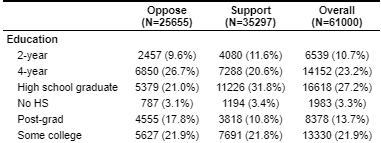 Oppose Support Overall
(N=25655) (N=35297) (N=61000)
Education
2-year 2457 (9.6%) 4080 (11.6%) 6539 (10.7%)
4-year 6850 (26.7%) 7288 (20.6%) 14152 (23.2%)
High school graduate 5379 (21.0%) 11226 (31.8%) 16618 (27.2%)
No HS 787 (3.1%) 1194 (3.4%) 1983 (3.3%)
Post-grad 4555 (17.8%) 3818 (10.8%) 8378 (13.7%)
Some college 5627 (21.9%) 7691 (21.8%) 13330 (21.9%)